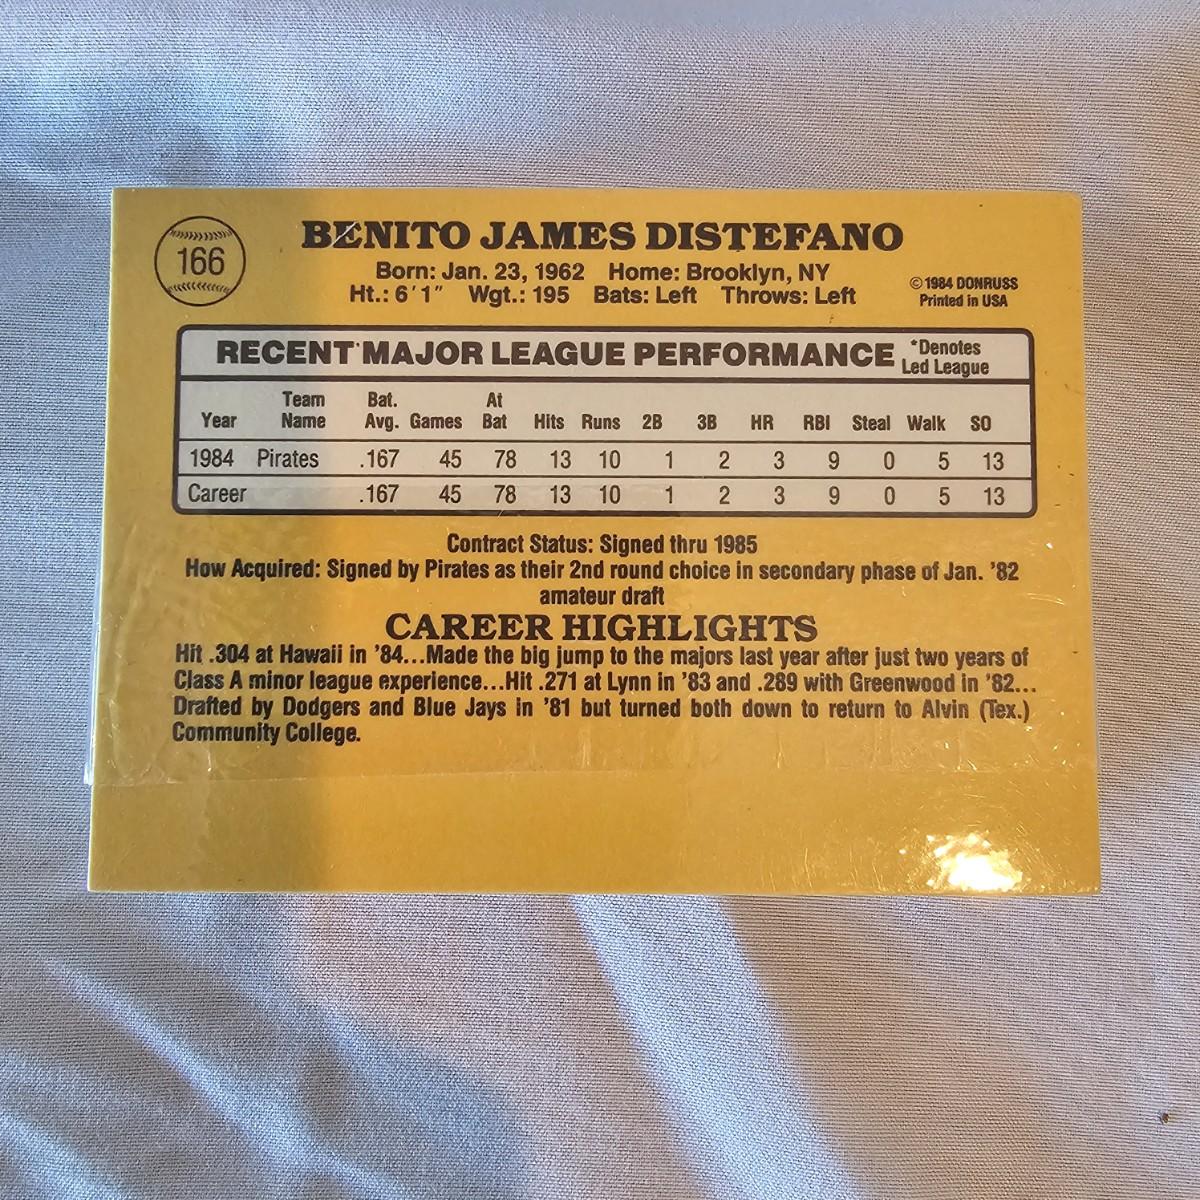 166
BENITO JAMES DISTEFANO
Born: Jan. 23, 1962 Home: Brooklyn, NY
Ht.: 6'1" Wgt.: 195 Bats: Left Throws: Left
© 1984 DONRUSS
Printed in USA
RECENT MAJOR LEAGUE PERFORMANCE *Denotes
Led League
Year Team Name Bat. Avg. Games At Bat Hits Runs 2B 3B HR RBI Steal Walk SO
1984 Pirates .167 45 78 13 10 1 2 3 9 0 5 13
Career .167 45 78 13 10 1 2 3 9 0 5 13
Contract Status: Signed thru 1985
How Acquired: Signed by Pirates as their 2nd round choice in secondary phase of Jan. '82
amateur draft
CAREER HIGHLIGHTS
Hit .304 at Hawaii in '84...Made the big jump to the majors last year after just two years of
Class A minor league experience...Hit .271 at Lynn in '83 and .289 with Greenwood in '82...
Drafted by Dodgers and Blue Jays in '81 but turned both down to return to Alvin (Tex.)
Community College.